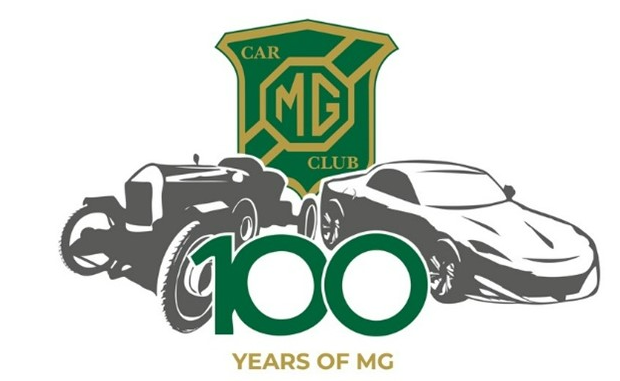 CAR
MG
CLUB
100
YEARS OF MG